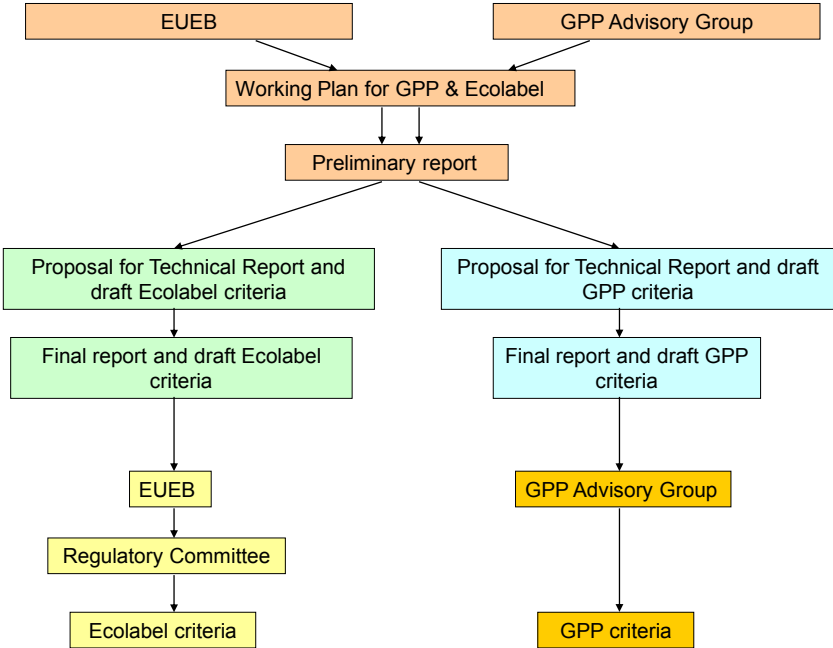 EUEB
GPP Advisory Group
Working Plan for GPP & Ecolabel
Preliminary report
Proposal for Technical Report and
draft Ecolabel criteria
Proposal for Technical Report and draft
GPP criteria
Final report and draft Ecolabel
criteria
Final report and draft GPP
criteria
EUEB
GPP Advisory Group
Regulatory Committee
Ecolabel criteria
GPP criteria